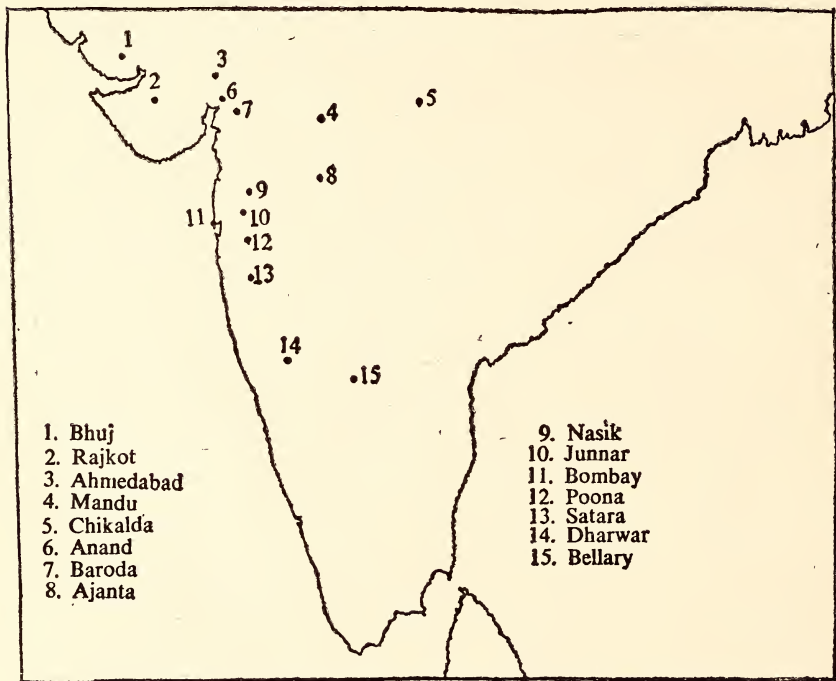 1
2
3
4
5
6
7
8
9
10
11
12
13
14
15
1. Bhuj
2. Rajkot
3. Ahmedabad
4. Mandu
5. Chikalda
6. Anand
7. Baroda
8. Ajanta
9. Nasik
10. Junnar
11. Bombay
12. Poona
13. Satara
14. Dharwar
15. Bellary